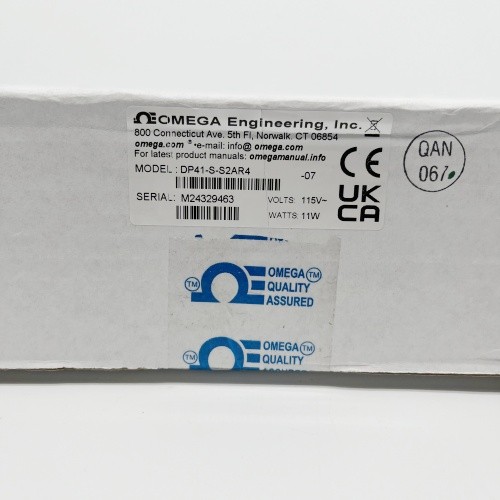 OMEGA Engineering, Inc.
800 Connecticut Ave. 5th Fl, Norwalk. CT 06854
omega.com ® •e-mail: info@ omega.com
For latest product manuals: omegamanual.info
MODEL : DP41-S-S2AR4 -07
SERIAL: M24329463
VOLTS: 115V~
WATTS: 11W
CE
UK
CA
QAN
067.
TM OMEGA TM
QUALITY
ASSURED
TM OMEGA TM
QUALITY
ASSURED